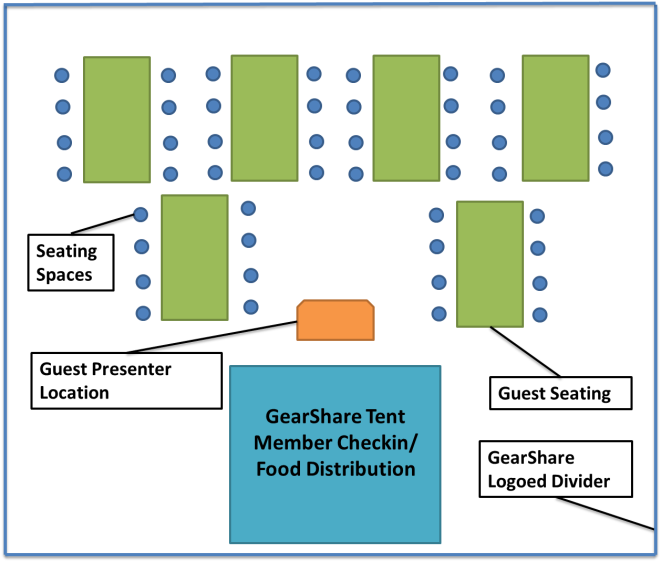 Seating
Spaces
Guest Presenter
Location
Guest Seating
GearShare Tent
Member Checkin/
Food Distribution
GearShare
Logoed Divider